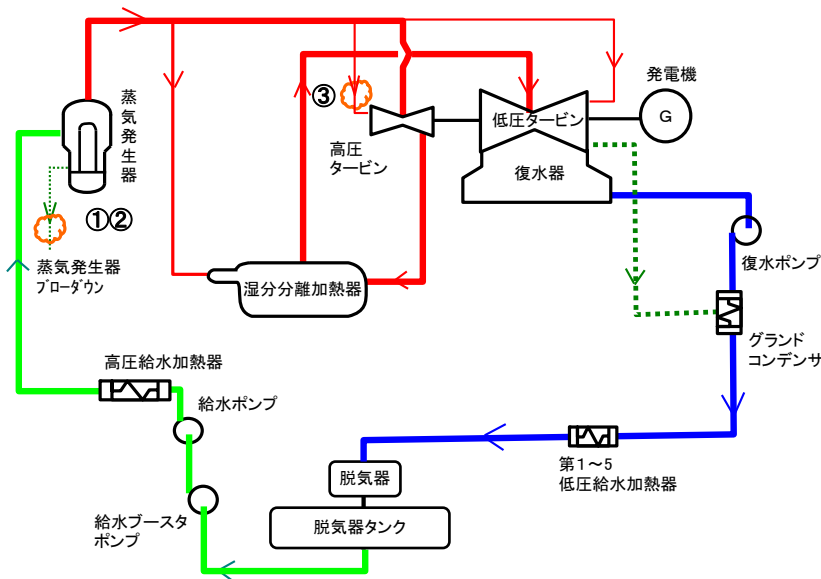 蒸
気
発
生
器
①②
蒸気発生器
ブローダウン
③
高圧
タービン
低圧タービン
復水器
発電機
G
復水ポンプ
グランド
コンデンサ
湿分分離加熱器
高圧給水加熱器
給水ポンプ
給水ブースタ
ポンプ
脱気器
脱気器タンク
第1~5
低圧給水加熱器